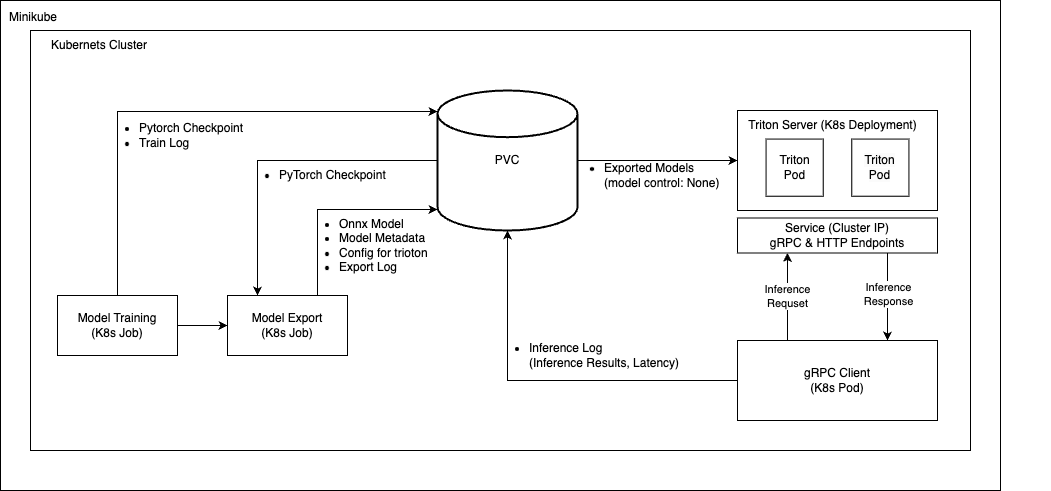 Minikube
Kubernets Cluster
• Pytorch Checkpoint
• Train Log
• PyTorch Checkpoint
• Onnx Model
• Model Metadata
• Config for trioton
• Export Log
Model Training
(K8s Job)
Model Export
(K8s Job)
PVC
• Exported Models
(model control: None)
Triton Server (K8s Deployment)
Triton
Pod
Triton
Pod
Service (Cluster IP)
gRPC & HTTP Endpoints
Inference
Requset
Inference
Response
• Inference Log
(Inference Results, Latency)
gRPC Client
(K8s Pod)